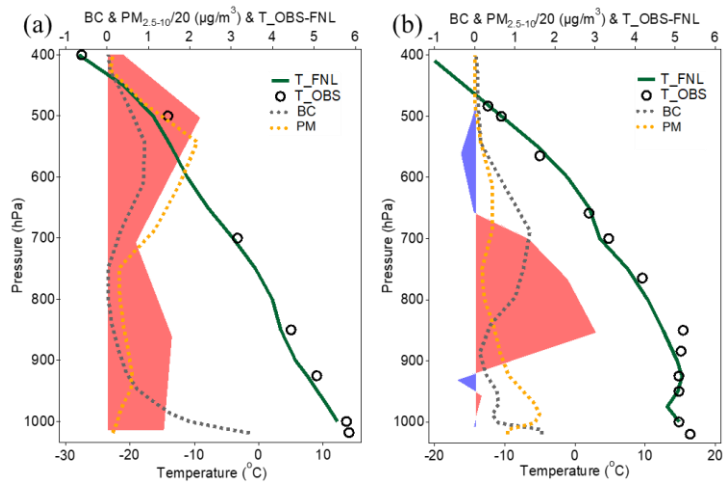 (a)
BC & PM2.5-10/20 (μg/m³) & T_OBS-FNL
-1 0 1 2 3 4 5 6
400
500
600
700
800
900
1000
Pressure (hPa)
T_FNL
T_OBS
BC
PM
-30 -20 -10 0 10
Temperature (°C)
(b)
BC & PM2.5-10/20 (μg/m³) & T_OBS-FNL
-1 0 1 2 3 4 5 6
400
500
600
700
800
900
1000
Pressure (hPa)
T_FNL
T_OBS
BC
PM
-20 -10 0 10 20
Temperature (°C)